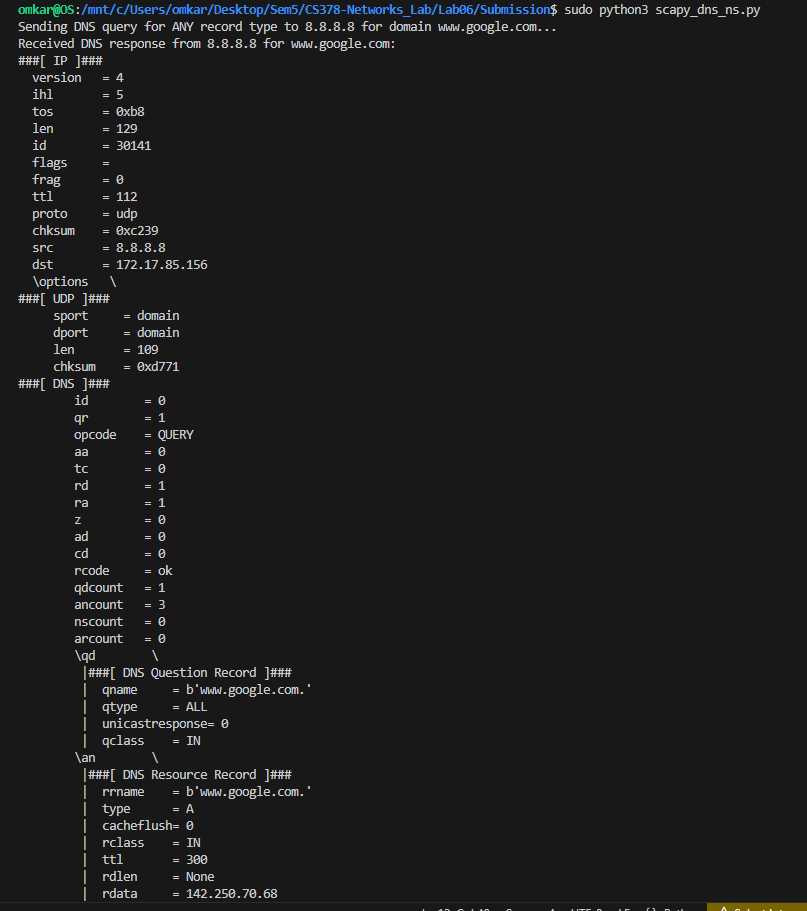 omkar@OS:/mnt/c/Users/omkar/Desktop/Sem5/CS378-Networks_Lab/Lab06/Submission$ sudo python3 scapy_dns_ns.py
Sending DNS query for ANY record type to 8.8.8.8 for domain www.google.com...
Received DNS response from 8.8.8.8 for www.google.com:
###[ IP ]###
  version   = 4
  ihl       = 5
  tos       = 0xb8
  len       = 129
  id        = 30141
  flags     =
  frag      = 0
  ttl       = 112
  proto     = udp
  chksum    = 0xc239
  src       = 8.8.8.8
  dst       = 172.17.85.156
  \options   \
###[ UDP ]###
     sport     = domain
     dport     = domain
     len       = 109
     chksum    = 0xd771
###[ DNS ]###
        id        = 0
        qr        = 1
        opcode    = QUERY
        aa        = 0
        tc        = 0
        rd        = 1
        ra        = 1
        z         = 0
        ad        = 0
        cd        = 0
        rcode     = ok
        qdcount   = 1
        ancount   = 3
        nscount   = 0
        arcount   = 0
        \qd        \
         |###[ DNS Question Record ]###
         |  qname     = b'www.google.com.'
         |  qtype     = ALL
         |  unicastresponse= 0
         |  qclass    = IN
        \an        \
         |###[ DNS Resource Record ]###
         |  rrname    = b'www.google.com.'
         |  type      = A
         |  cacheflush= 0
         |  rclass    = IN
         |  ttl       = 300
         |  rdlen     = None
         |  rdata     = 142.250.70.68